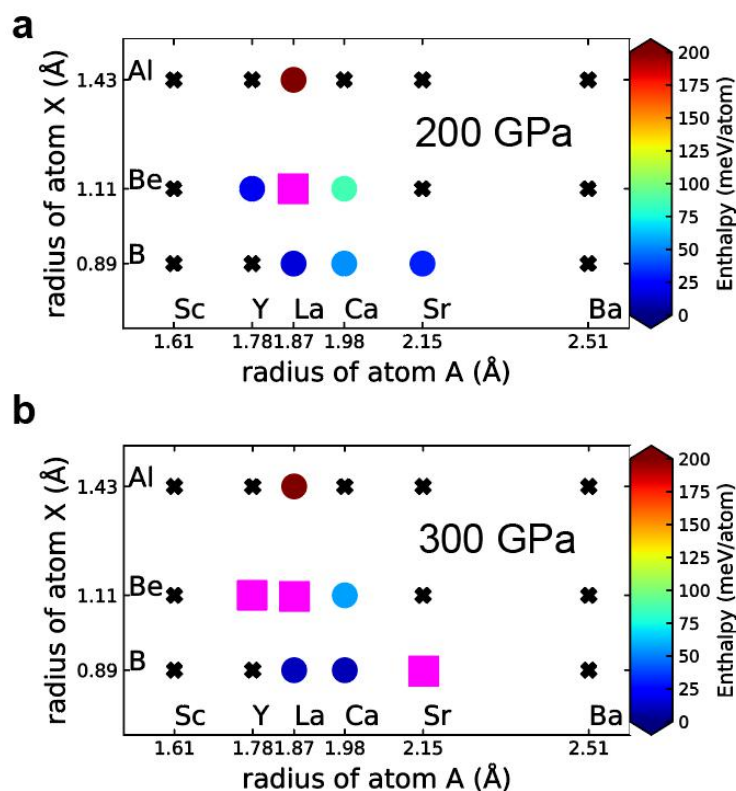 a
radius of atom X (Å)
Al
1.43
200 GPa
Be
1.11
B
0.89
Sc Y La Ca Sr Ba
1.61 1.78 1.87 1.98 2.15 2.51
radius of atom A (Å)
200
175
150
125
100
75
50
25
0
Enthalpy (meV/atom)
b
radius of atom X (Å)
Al
1.43
300 GPa
Be
1.11
B
0.89
Sc Y La Ca Sr Ba
1.61 1.78 1.87 1.98 2.15 2.51
radius of atom A (Å)
200
175
150
125
100
75
50
25
0
Enthalpy (meV/atom)